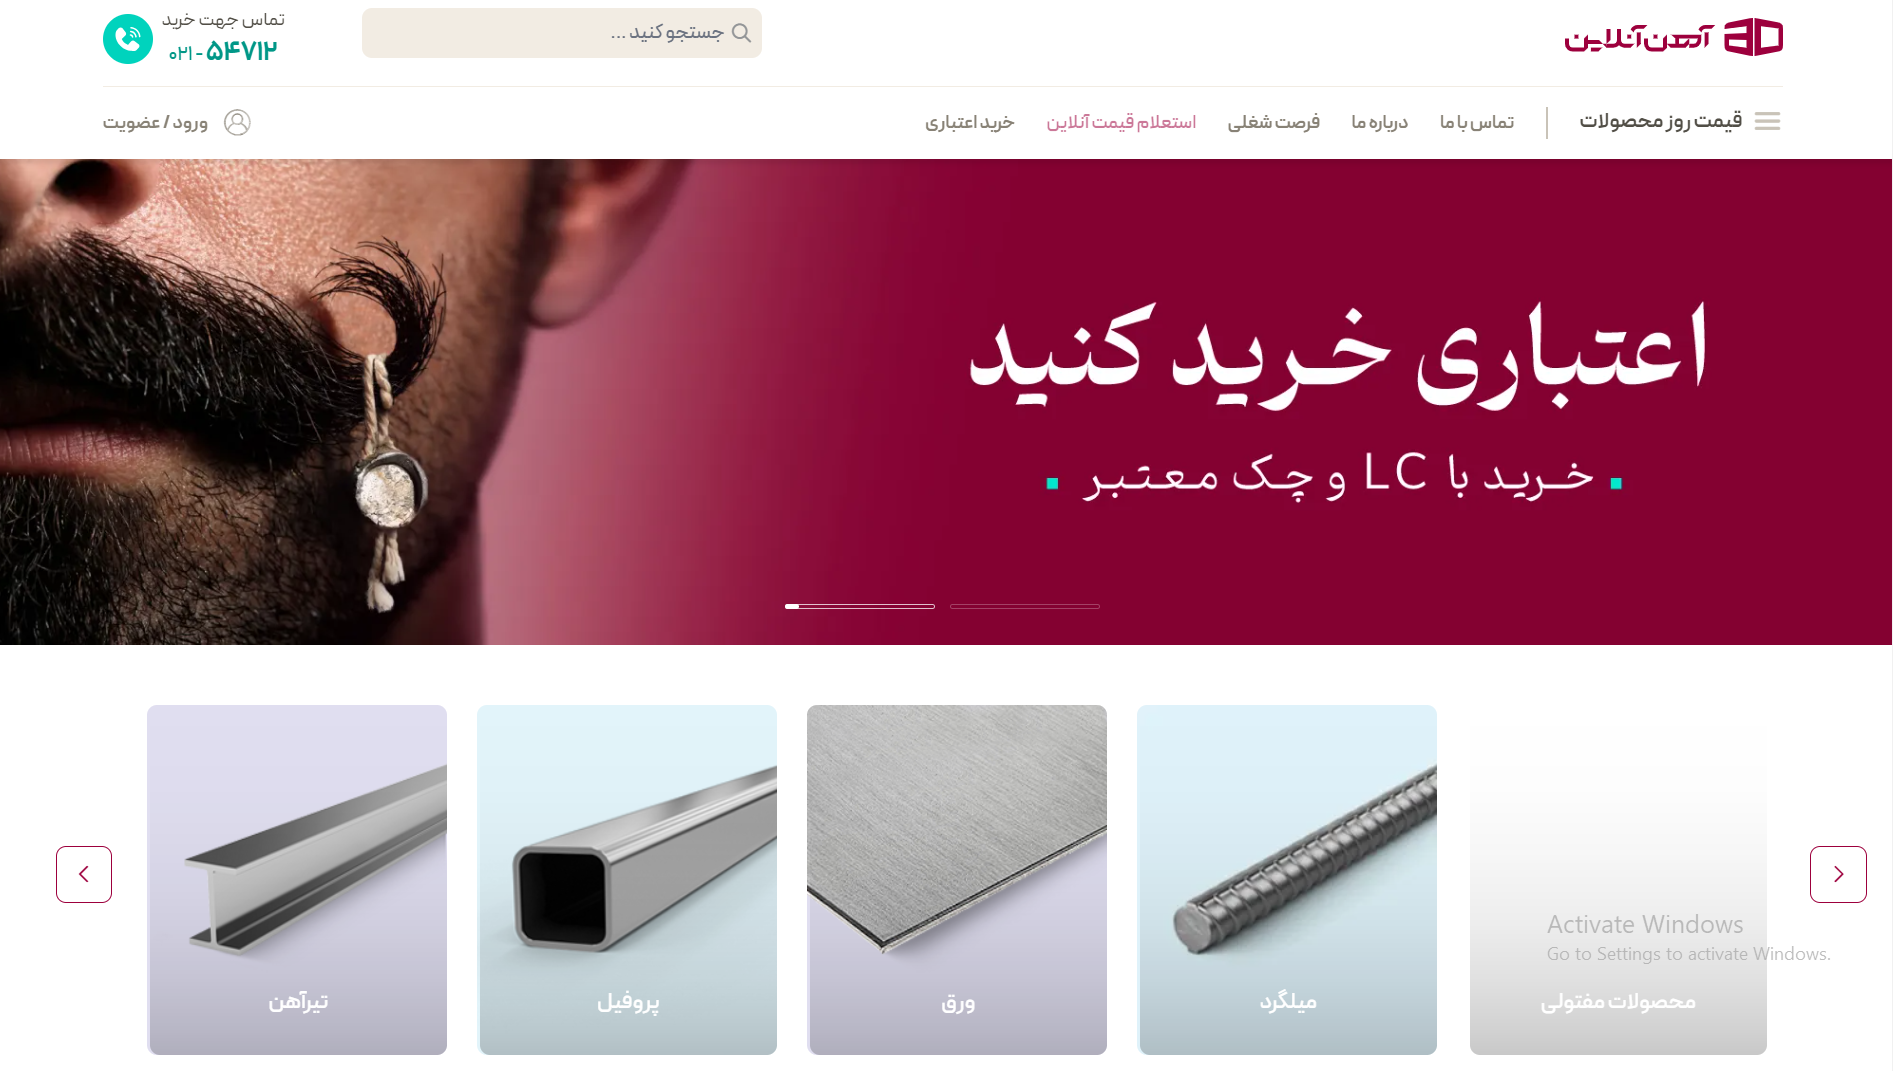 آهن‌آنلاین
جستجو کنید ...
تماس جهت خرید
۰۲۱ - ۵۴۷۱۲
قیمت روز محصولات
تماس با ما
درباره ما
فرصت شغلی
استعلام قیمت آنلاین
خرید اعتباری
ورود / عضویت
اعتباری خرید کنید
خرید با LC و چک معتبر
Activate Windows
Go to Settings to activate Windows.
محصولات مفتولی
میلگرد
ورق
پروفیل
تیرآهن